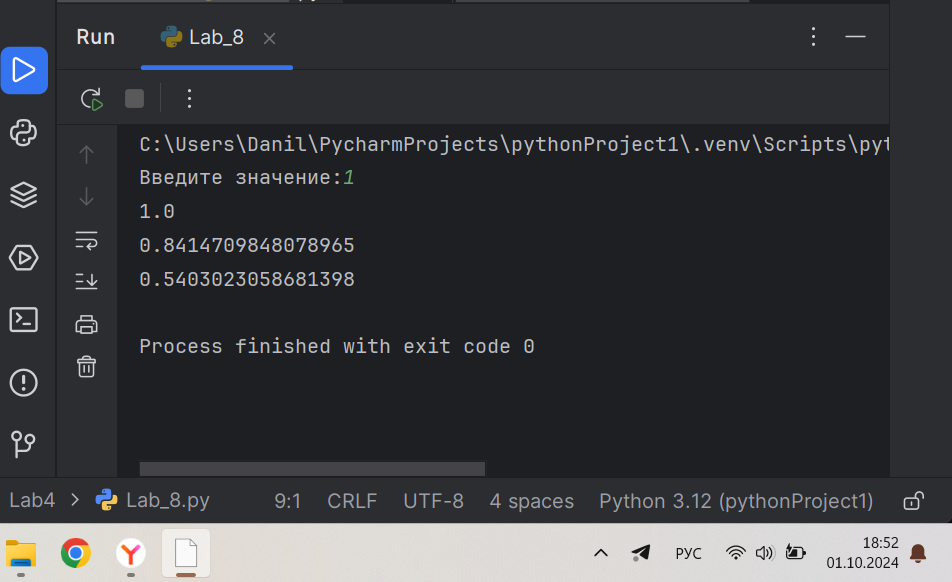 Run Lab_8
C:\Users\Danil\PycharmProjects\pythonProject1\.venv\Scripts\pyt
Введите значение:1
1.0
0.8414709848078965
0.5403023058681398
Process finished with exit code 0
Lab4 > Lab_8.py 9:1 CRLF UTF-8 4 spaces Python 3.12 (pythonProject1)
РУС 18:52
01.10.2024